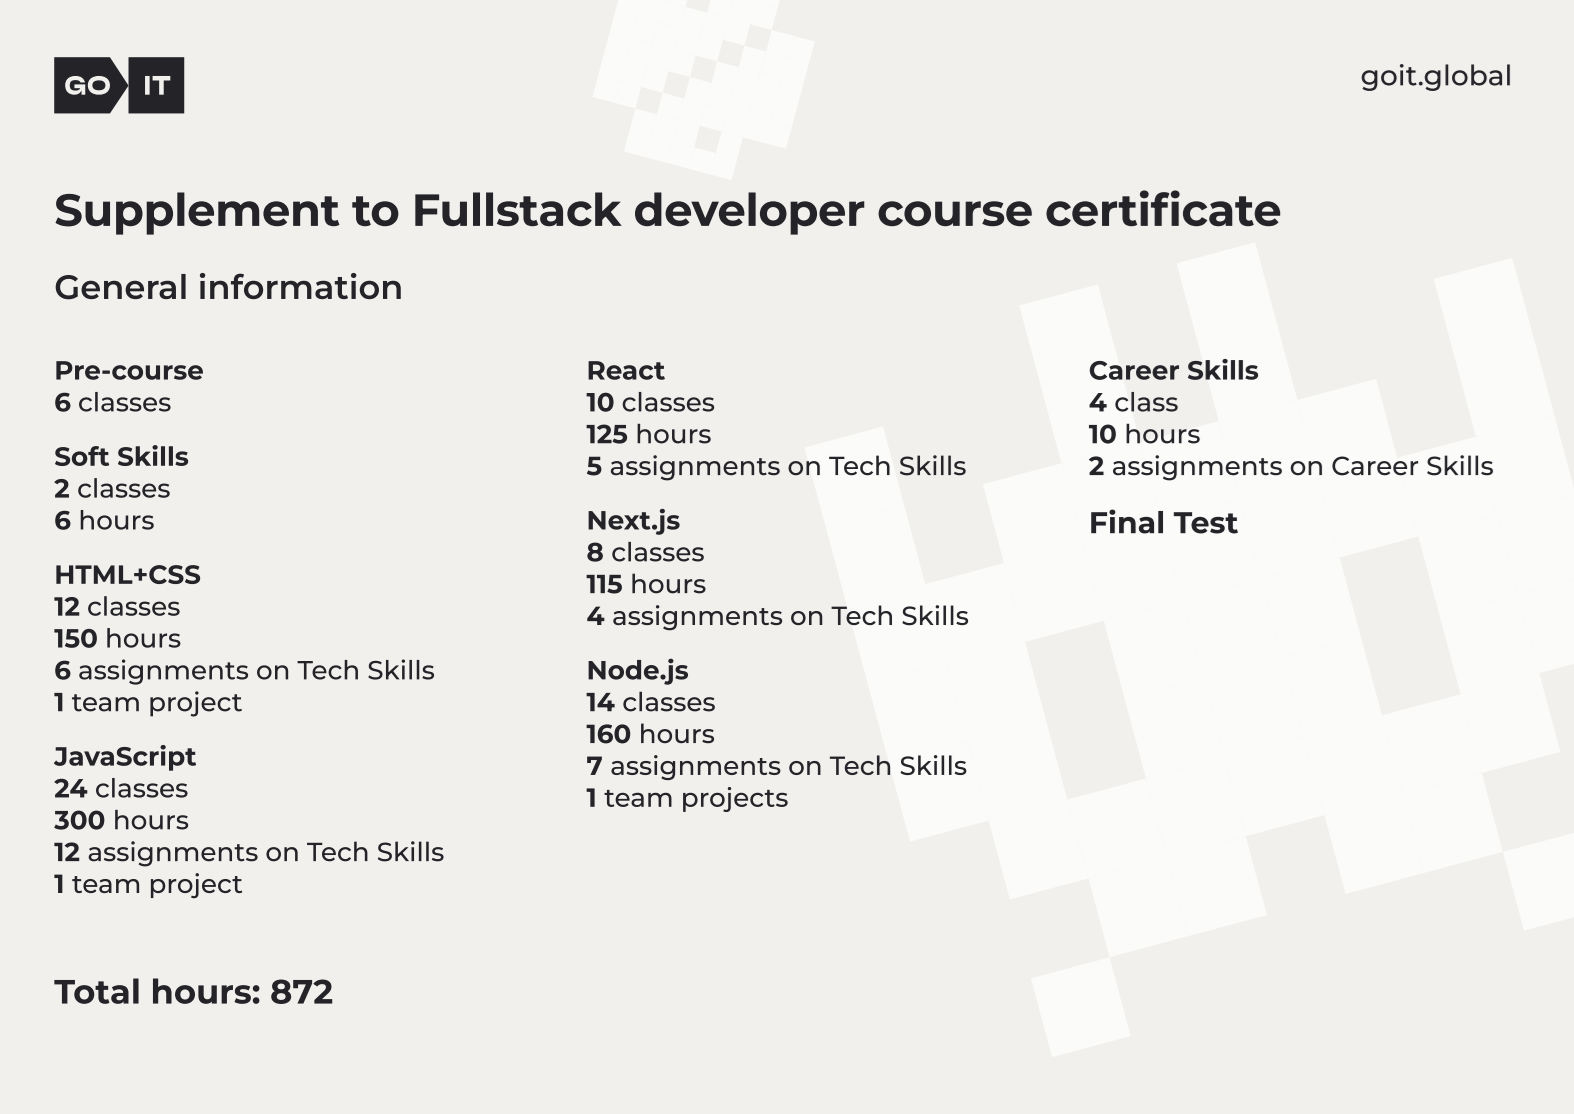 GO IT
goit.global
Supplement to Fullstack developer course certificate
General information
Pre-course
6 classes
Soft Skills
2 classes
6 hours
HTML+CSS
12 classes
150 hours
6 assignments on Tech Skills
1 team project
JavaScript
24 classes
300 hours
12 assignments on Tech Skills
1 team project
React
10 classes
125 hours
5 assignments on Tech Skills
Next.js
8 classes
115 hours
4 assignments on Tech Skills
Node.js
14 classes
160 hours
7 assignments on Tech Skills
1 team projects
Career Skills
4 class
10 hours
2 assignments on Career Skills
Final Test
Total hours: 872